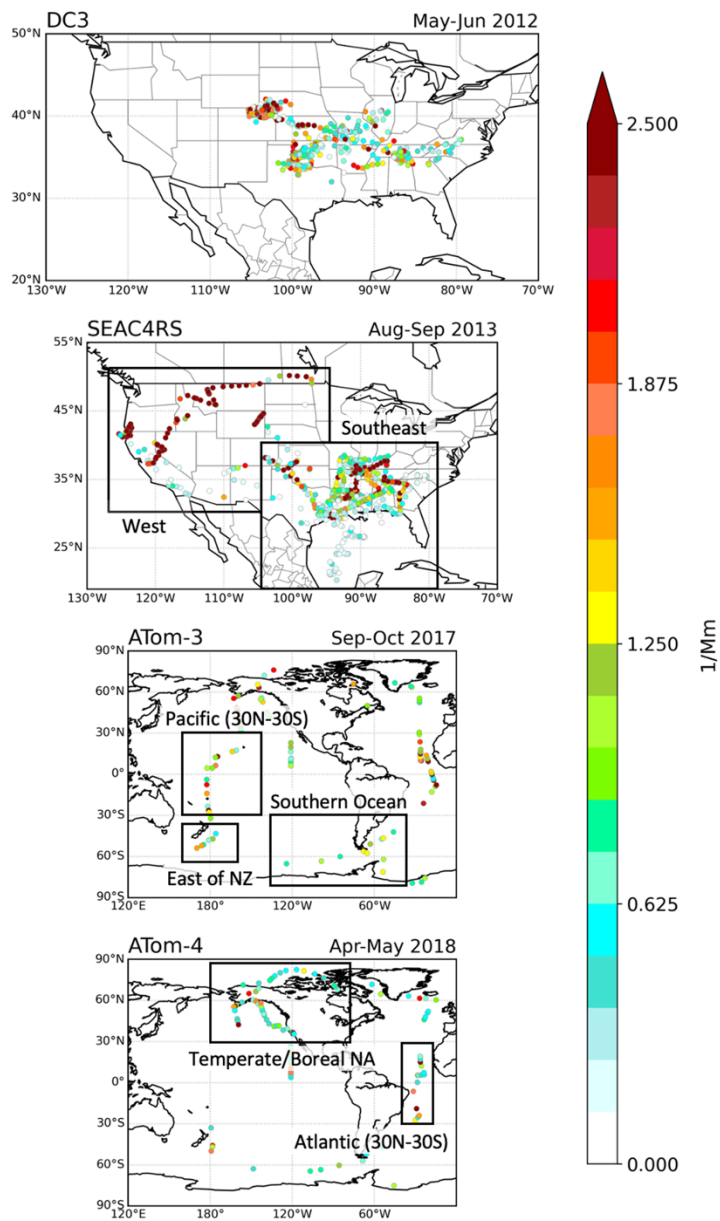 DC3 May-Jun 2012
50°N
40°N
30°N
20°N
130°W 120°W 110°W 100°W 90°W 80°W 70°W
SEAC4RS Aug-Sep 2013
55°N
45°N
35°N
25°N
Southeast
West
130°W 120°W 110°W 100°W 90°W 80°W 70°W
ATom-3 Sep-Oct 2017
90°N
60°N
30°N
0°
30°S
60°S
90°S
Pacific (30N-30S)
Southern Ocean
East of NZ
120°E 180° 120°W 60°W
ATom-4 Apr-May 2018
90°N
60°N
30°N
0°
30°S
60°S
90°S
Temperate/Boreal NA
Atlantic (30N-30S)
120°E 180° 120°W 60°W
2.500
1.875
1.250
0.625
0.000
1/Mm